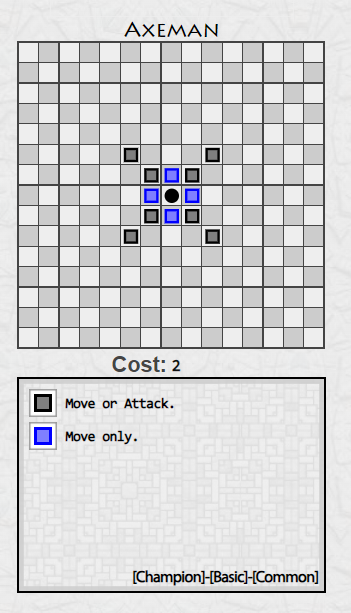 Axeman
Cost: 2
Move or Attack.
Move only.
[Champion]-[Basic]-[Common]